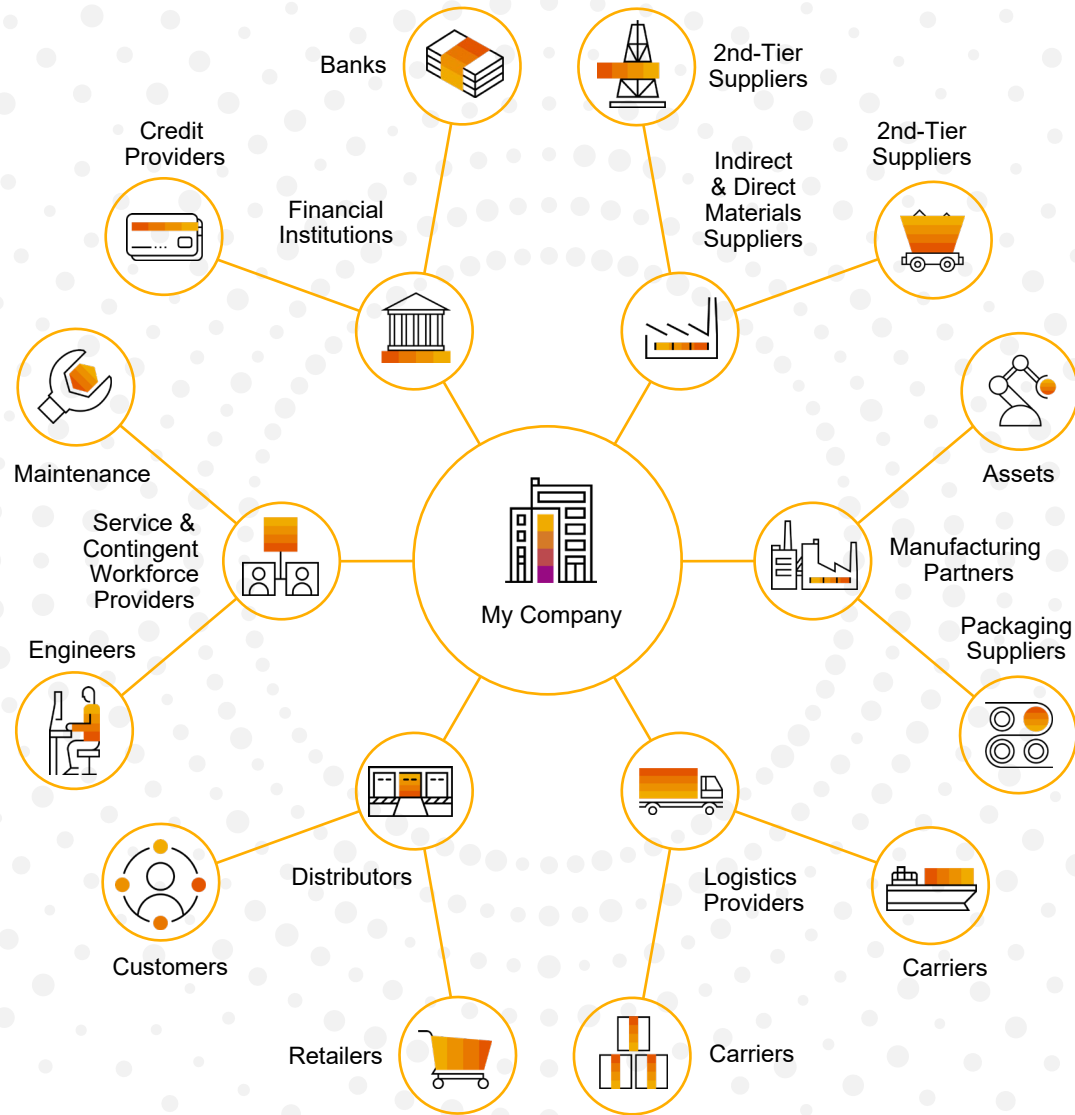 Banks
2nd-Tier
Suppliers
Credit
Providers
2nd-Tier
Suppliers
Financial
Institutions
Indirect
& Direct
Materials
Suppliers
Maintenance
Assets
Service &
Contingent
Workforce
Providers
My Company
Manufacturing
Partners
Engineers
Packaging
Suppliers
Distributors
Logistics
Providers
Customers
Carriers
Retailers
Carriers